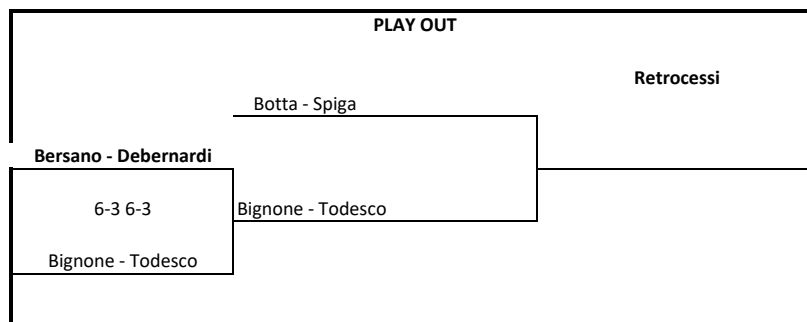 PLAY OUT
Retrocessi
Botta - Spiga
Bersano - Debernardi
6-3 6-3
Bignone - Todesco
Bignone - Todesco